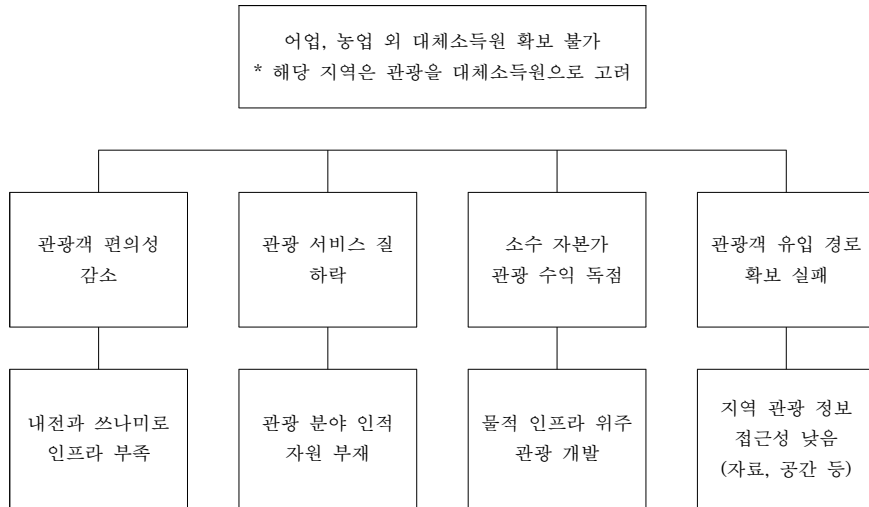 어업, 농업 외 대체소득원 확보 불가
* 해당 지역은 관광을 대체소득원으로 고려
관광객 편의성
감소
관광 서비스 질
하락
소수 자본가
관광 수익 독점
관광객 유입 경로
확보 실패
내전과 쓰나미로
인프라 부족
관광 분야 인적
자원 부재
물적 인프라 위주
관광 개발
지역 관광 정보
접근성 낮음
(자료, 공간 등)